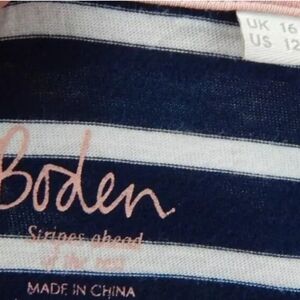 UK 16
US 12
Boden
Stripes ahead
of the rest
MADE IN CHINA